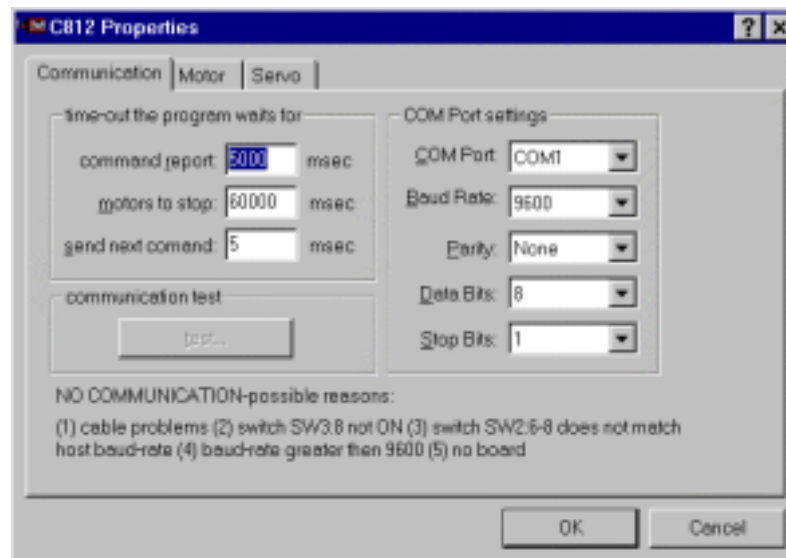 C812 Properties
Communication Motor Servo
time-out the program waits for
command report: 5000 msec
motors to stop: 60000 msec
send next comand: 5 msec
communication test
test...
COM Port settings
COM Port: COM1
Baud Rate: 9600
Parity: None
Data Bits: 8
Stop Bits: 1
NO COMMUNICATION-possible reasons:
(1) cable problems (2) switch SW3:8 not ON (3) switch SW2:6-8 does not match
host baud-rate (4) baud-rate greater then 9600 (5) no board
OK Cancel